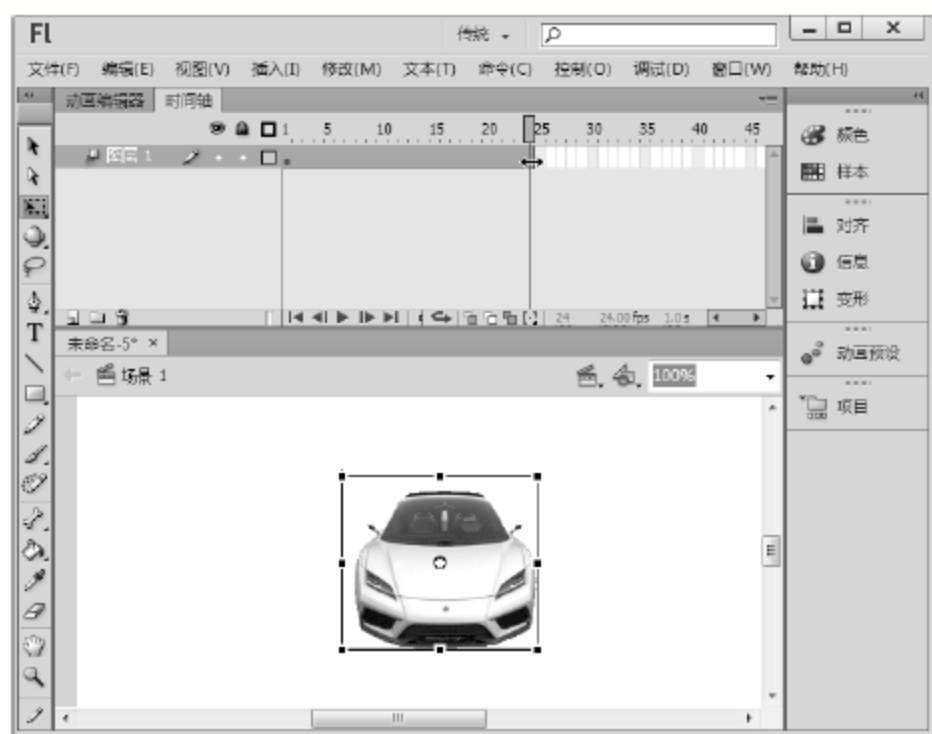 Fl 传统
文件(F) 编辑(E) 视图(V) 插入(I) 修改(M) 文本(T) 命令(C) 控制(O) 调试(D) 窗口(W) 帮助(H)
动画编辑器 时间轴
1 5 10 15 20 25 30 35 40 45
图层 1
24 24.00fps 1.0s
未命名-5* ×
场景 1 100%
颜色
样本
对齐
信息
变形
动画预设
项目